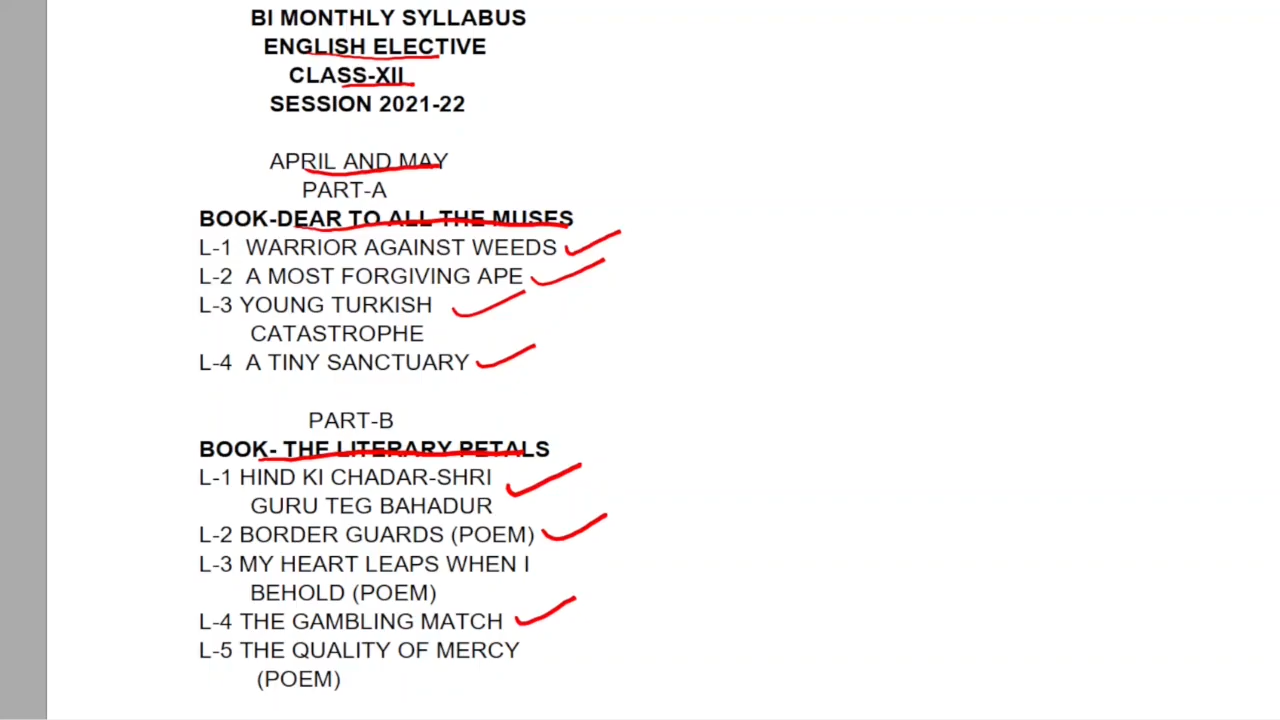 BI MONTHLY SYLLABUS
ENGLISH ELECTIVE
CLASS-XII
SESSION 2021-22
APRIL AND MAY
PART-A
BOOK-DEAR TO ALL THE MUSES
L-1 WARRIOR AGAINST WEEDS
L-2 A MOST FORGIVING APE
L-3 YOUNG TURKISH
CATASTROPHE
L-4 A TINY SANCTUARY
PART-B
BOOK- THE LITERARY PETALS
L-1 HIND KI CHADAR-SHRI
GURU TEG BAHADUR
L-2 BORDER GUARDS (POEM)
L-3 MY HEART LEAPS WHEN I
BEHOLD (POEM)
L-4 THE GAMBLING MATCH
L-5 THE QUALITY OF MERCY
(POEM)